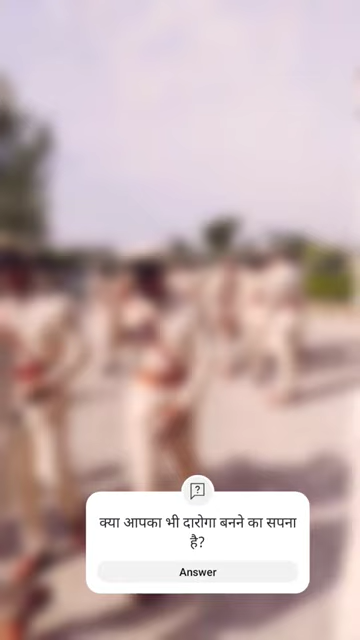 क्या आपका भी दारोगा बनने का सपना
है?
Answer